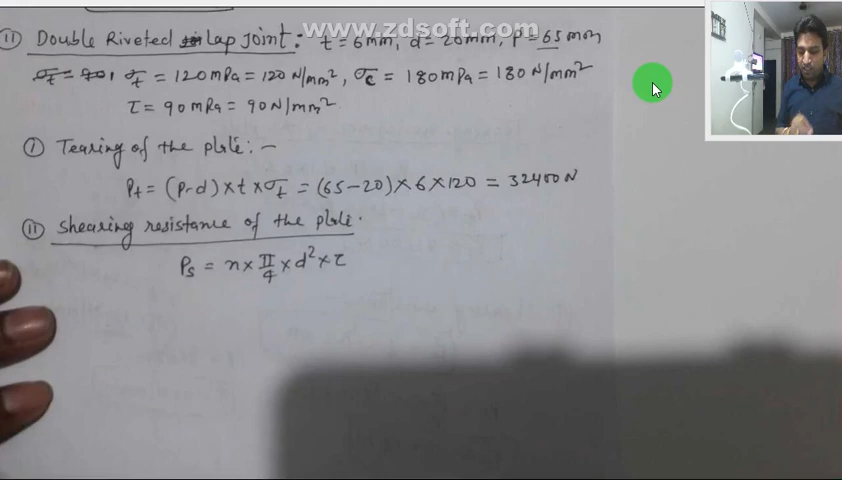 www.zdsoft.com
(11) Double Riveted Lap Joint: t = 6mm, d = 20mm, P = 65 mm
σt = 120 mPa = 120 N/mm², σc = 180 mPa = 180 N/mm²
τ = 90 mPa = 90 N/mm².
(I) Tearing of the plate: -
Pt = (P-d) × t × σt = (65-20) × 6 × 120 = 32400 N
(II) Shearing resistance of the plate.
Ps = n × π/4 × d² × τ